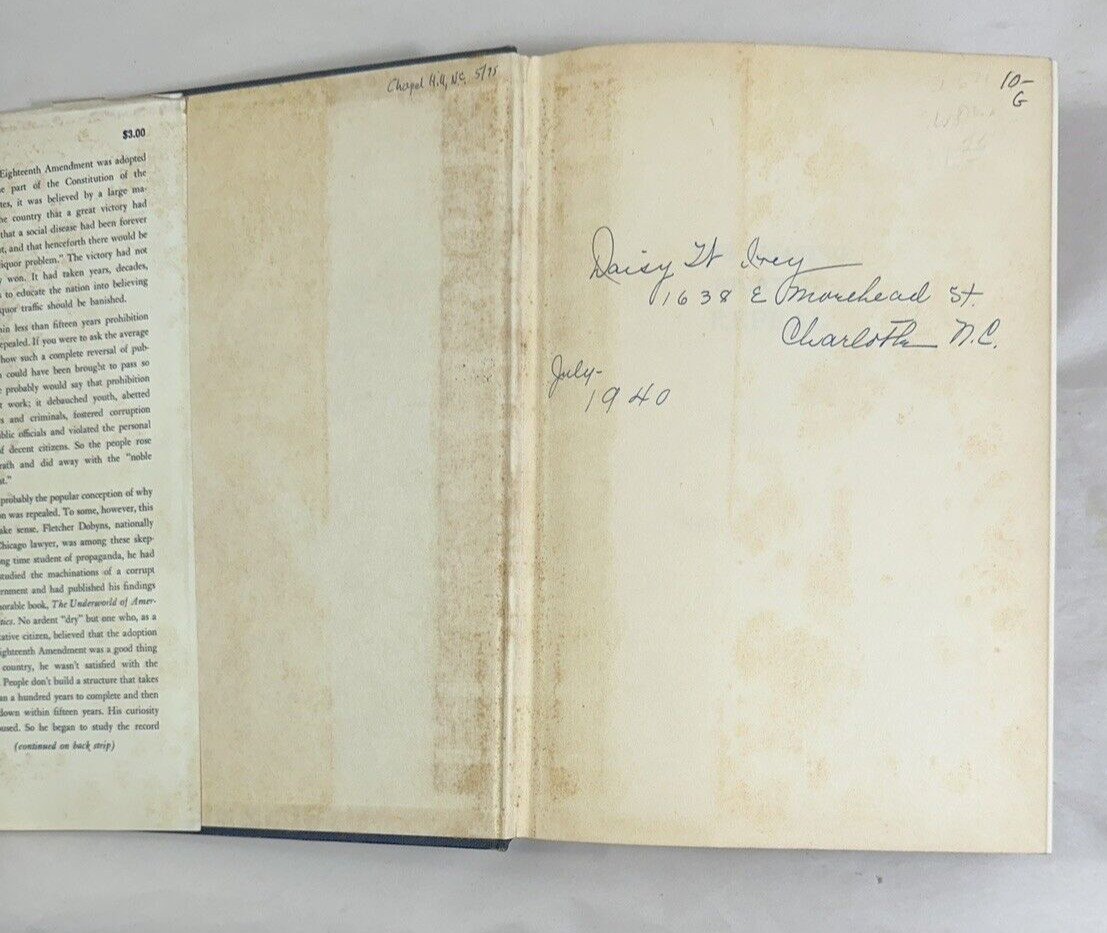 $3.00
Eighteenth Amendment was adopted
e part of the Constitution of the
tes, it was believed by a large ma-
he country that a great victory had
that a social disease had been forever
t, and that henceforth there would be
iquor problem." The victory had not
y won. It had taken years, decades,
to educate the nation into believing
quor traffic should be banished.
in less than fifteen years prohibition
epealed. If you were to ask the average
how such a complete reversal of pub-
could have been brought to pass so
probably would say that prohibition
t work; it debauched youth, abetted
s and criminals, fostered corruption
blic officials and violated the personal
f decent citizens. So the people rose
rath and did away with the "noble
t."
probably the popular conception of why
n was repealed. To some, however, this
ake sense. Fletcher Dobyns, nationally
Chicago lawyer, was among these skep-
ng time student of propaganda, he had
studied the machinations of a corrupt
ernment and had published his findings
orable book, The Underworld of Amer-
tics. No ardent "dry" but one who, as a
tative citizen, believed that the adoption
ighteenth Amendment was a good thing
country, he wasn't satisfied with the
People don't build a structure that takes
an a hundred years to complete and then
down within fifteen years. His curiosity
used. So he began to study the record
(continued on back strip)
Chapel Hill, NC, 5/95
10-
G
Daisy W Ivey
1638 E Morehead St.
Charlotte N.C.
July-
1940